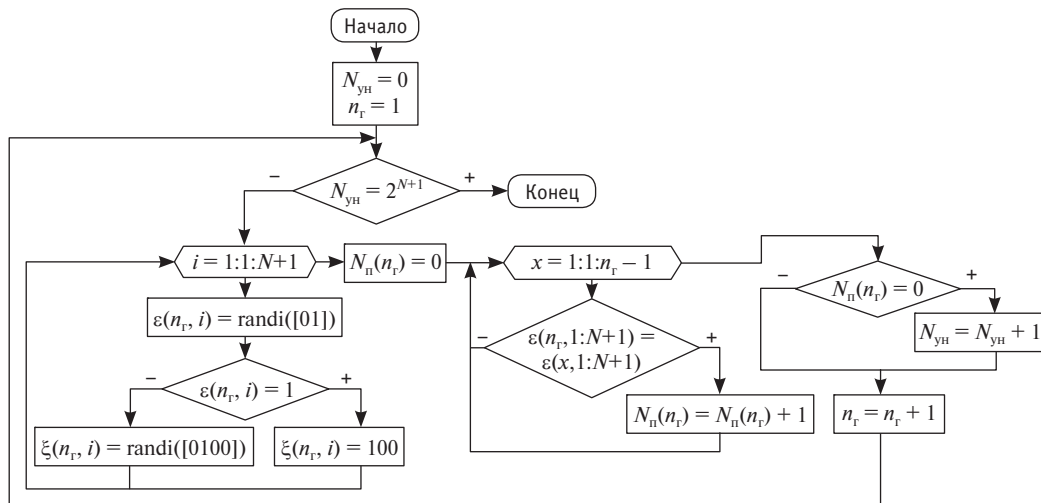 Начало
N_ун = 0
n_г = 1
N_ун = 2^{N+1}
−
+
Конец
i = 1:1:N+1
N_п(n_г) = 0
x = 1:1:n_г − 1
N_п(n_г) = 0
−
+
ε(n_г, i) = randi([01])
ε(n_г,1:N+1) =
ε(x,1:N+1)
−
+
N_ун = N_ун + 1
ε(n_г, i) = 1
−
+
N_п(n_г) = N_п(n_г) + 1
n_г = n_г + 1
ξ(n_г, i) = randi([0100])
ξ(n_г, i) = 100